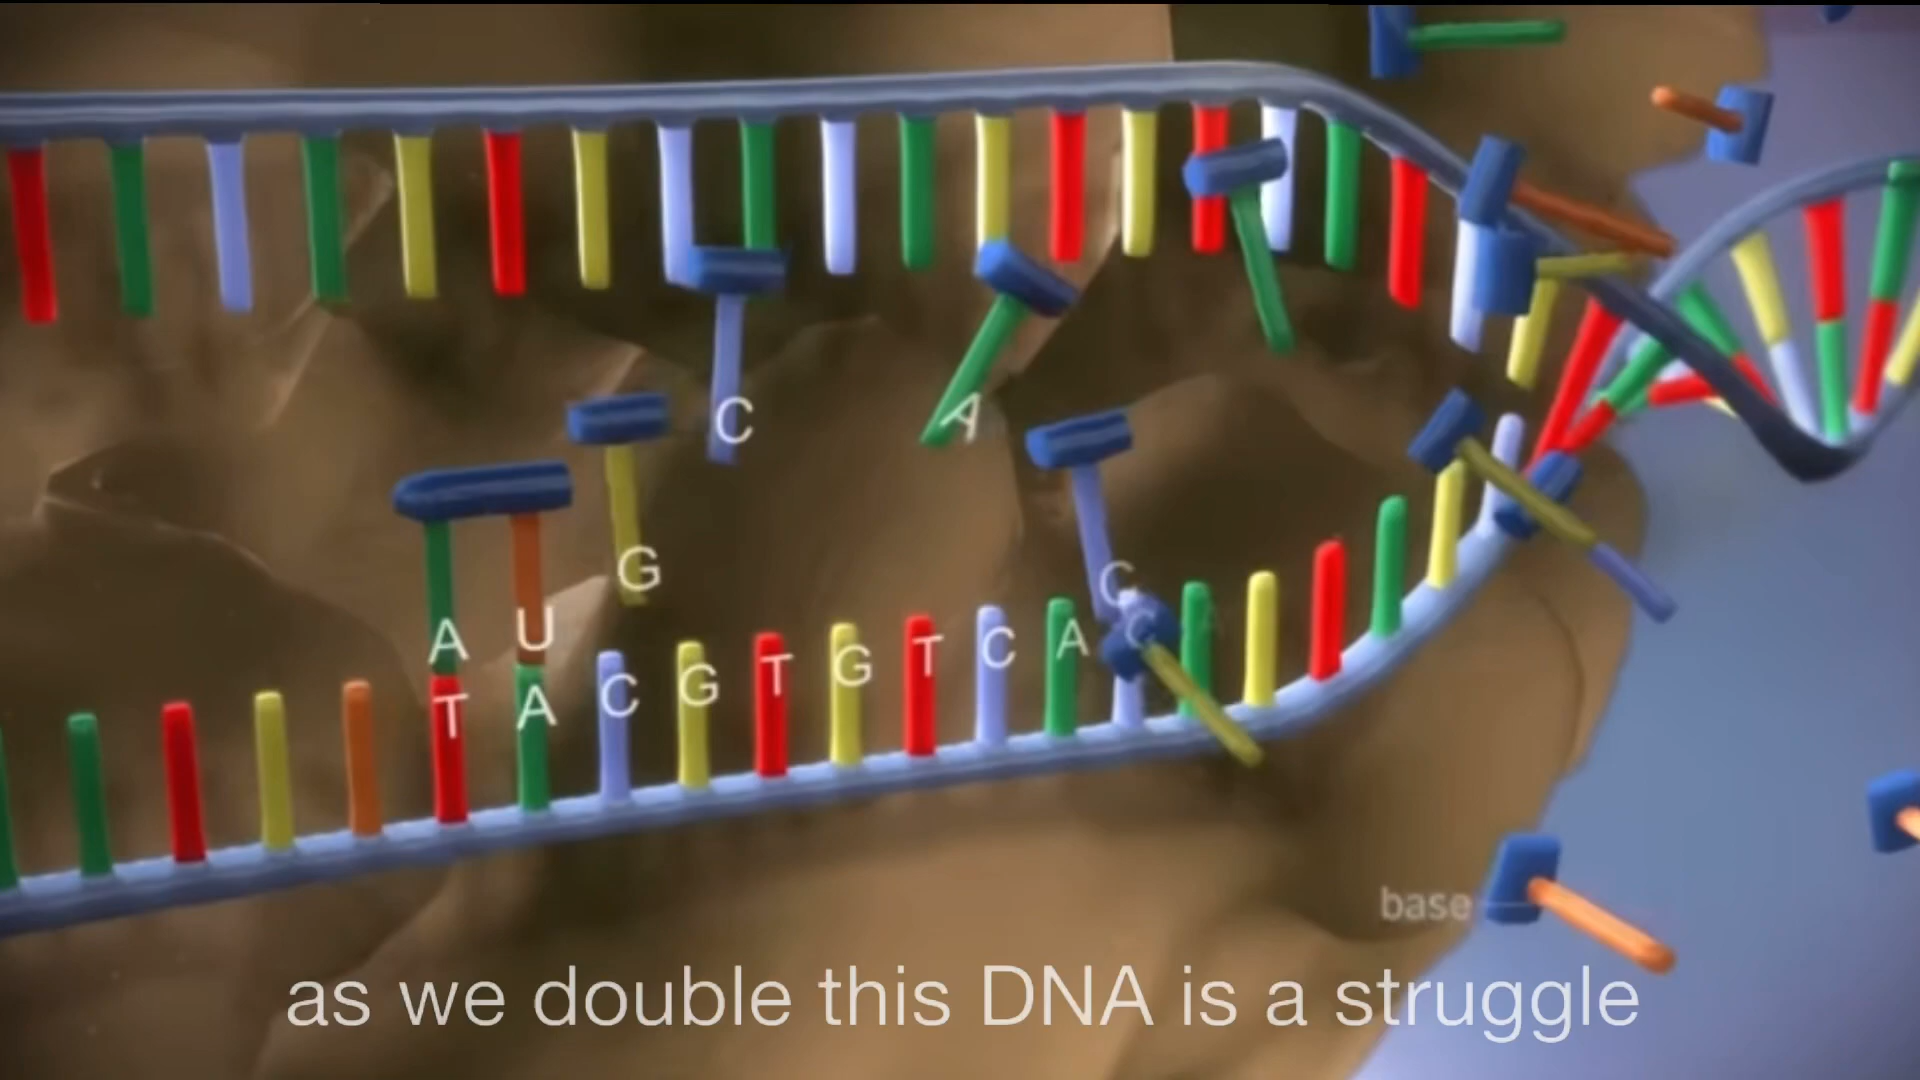 C
A
G
C
A U
C
T A C G T G T C A
base
as we double this DNA is a struggle